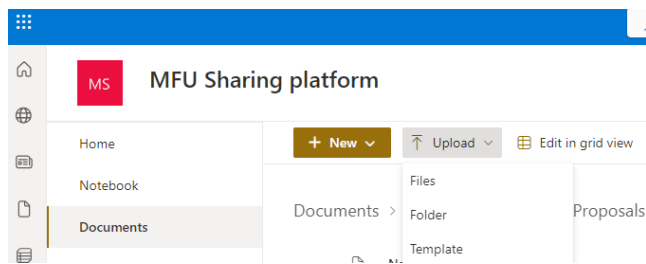 MS MFU Sharing platform
Home
Notebook
Documents
+ New
Upload
Edit in grid view
Files
Folder
Template
Documents >
Proposals